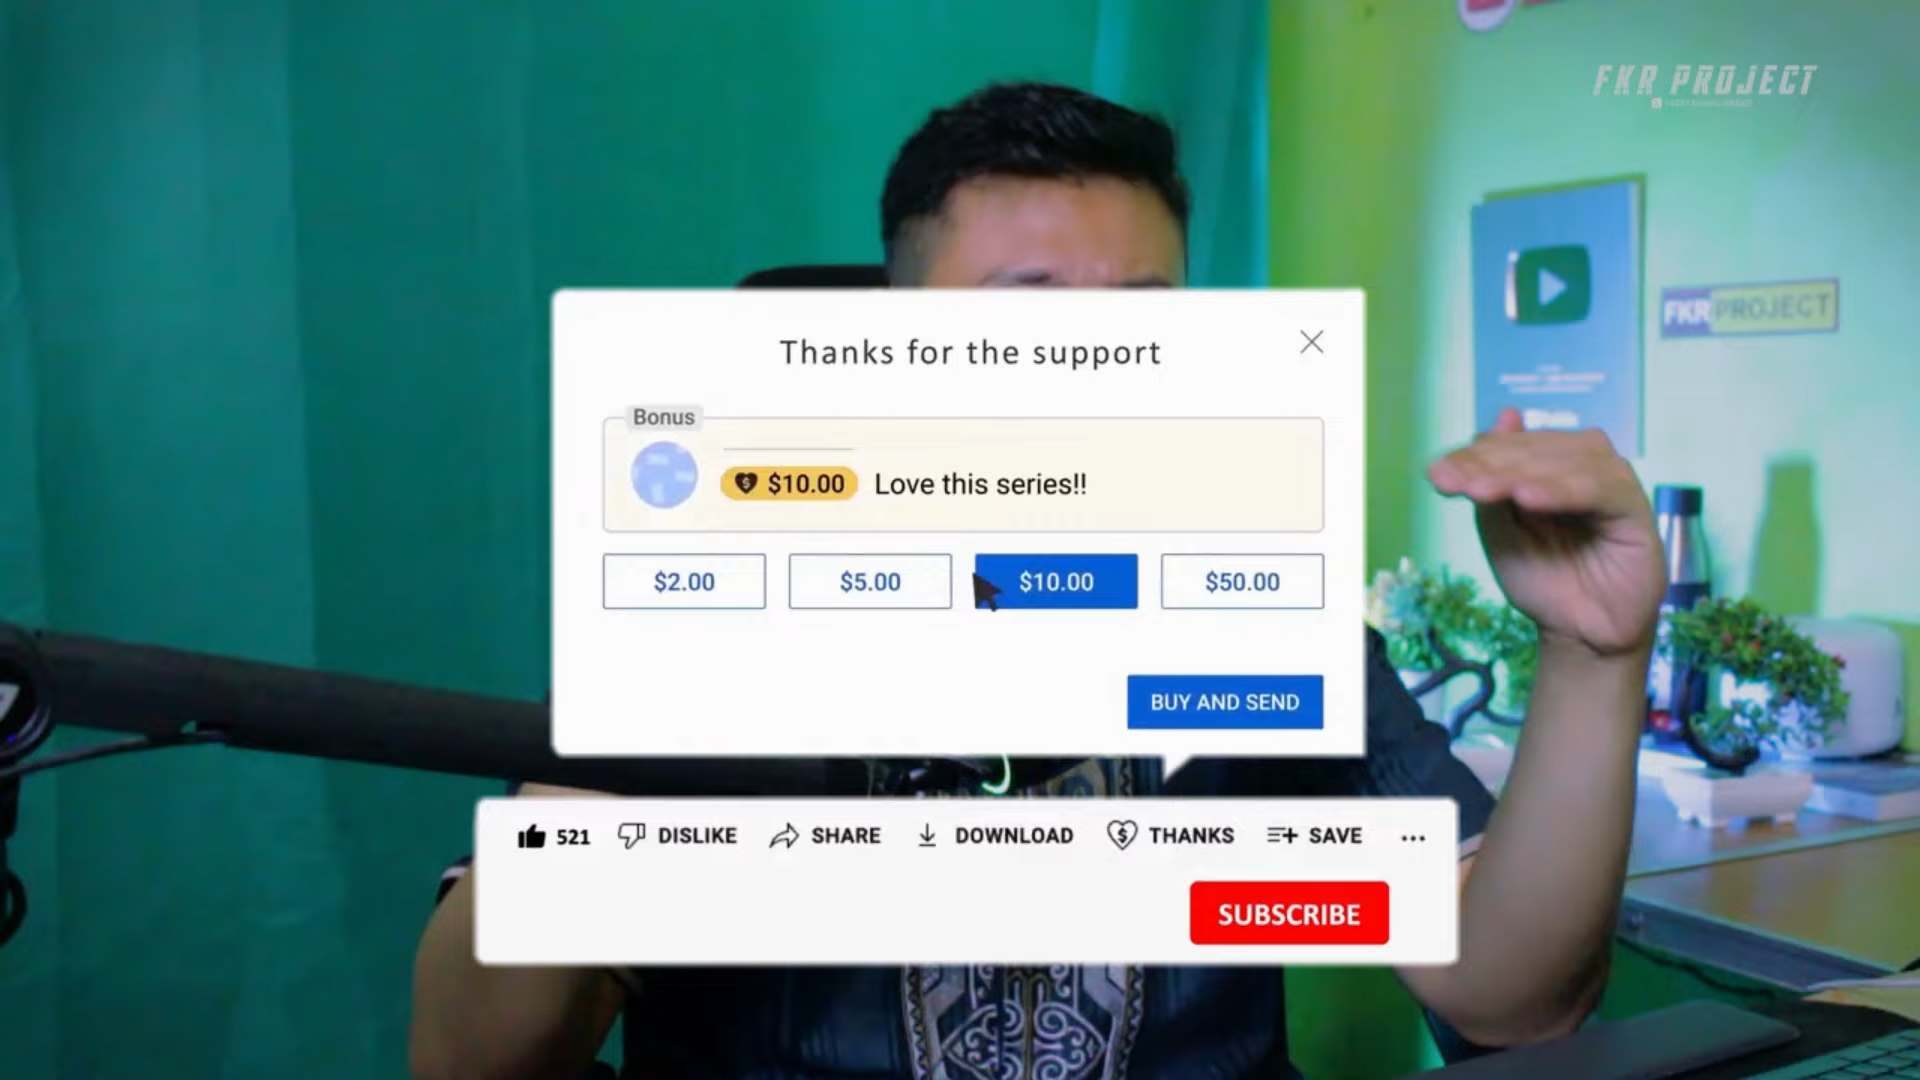 FKR PROJECT
FKR PROJECT
Thanks for the support
Bonus
$10.00 Love this series!!
$2.00 $5.00 $10.00 $50.00
BUY AND SEND
521 DISLIKE SHARE DOWNLOAD THANKS SAVE ...
SUBSCRIBE